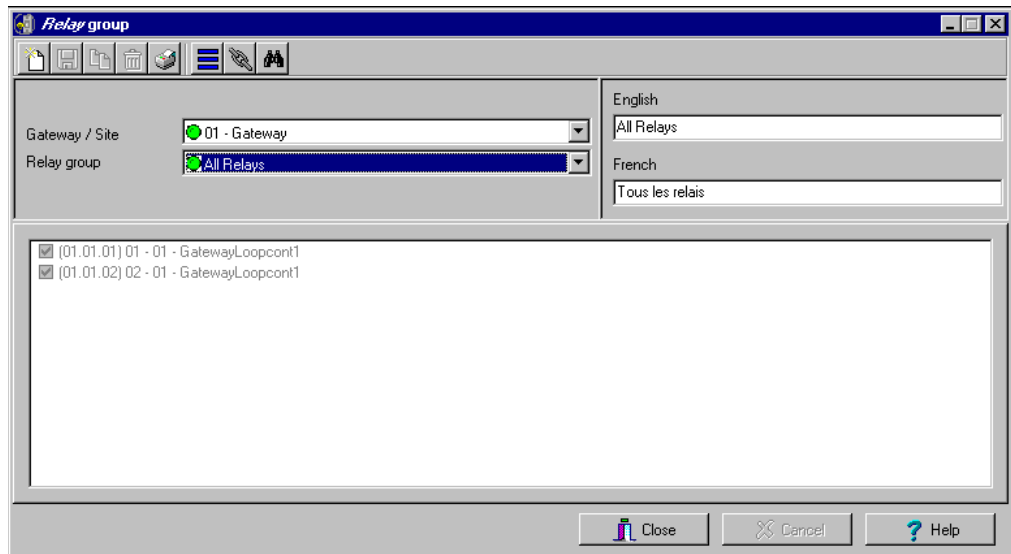 Relay group
English
All Relays
Gateway / Site
01 - Gateway
Relay group
All Relays
French
Tous les relais
(01.01.01) 01 - 01 - GatewayLoopcont1
(01.01.02) 02 - 01 - GatewayLoopcont1
Close
Cancel
Help